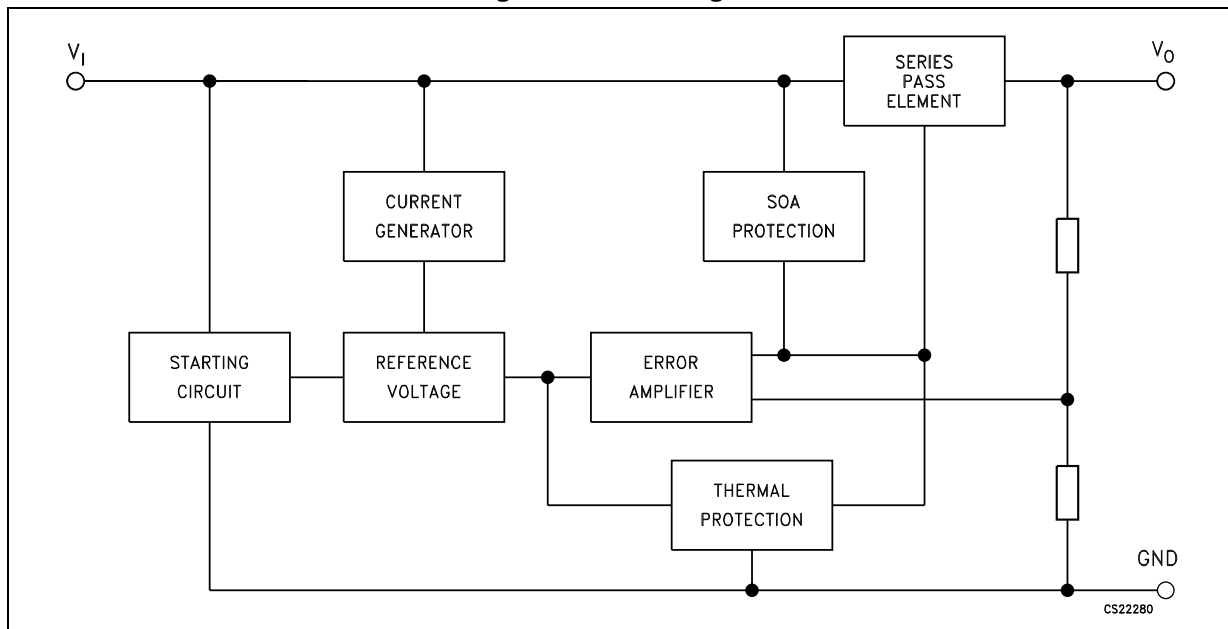 V_I
V_O
SERIES
PASS
ELEMENT
CURRENT
GENERATOR
SOA
PROTECTION
STARTING
CIRCUIT
REFERENCE
VOLTAGE
ERROR
AMPLIFIER
THERMAL
PROTECTION
GND
CS22280